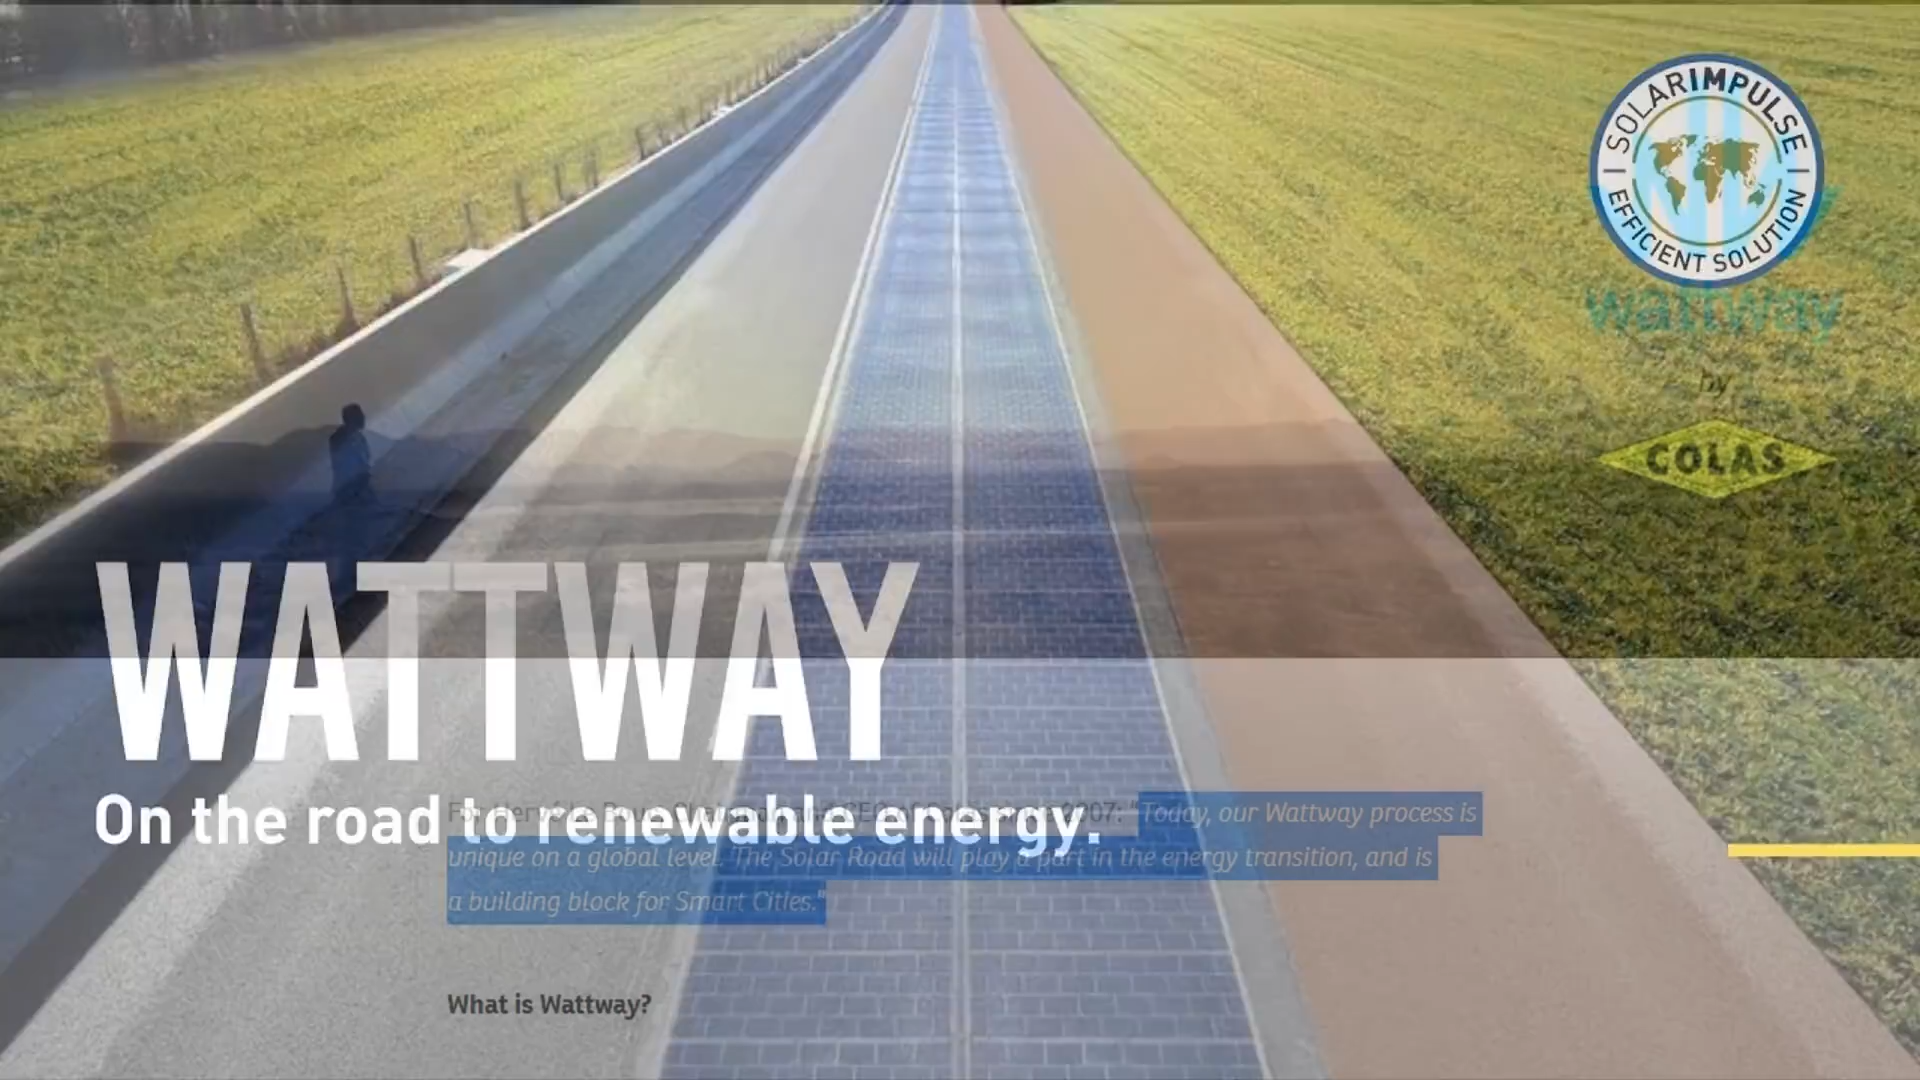 SOLARIMPULSE
EFFICIENT SOLUTION
wattway
by
COLAS
WATTWAY
On the road to renewable energy.
2007: "Today, our Wattway process is
unique on a global level. The Solar Road will play a part in the energy transition, and is
a building block for Smart Cities."
What is Wattway?